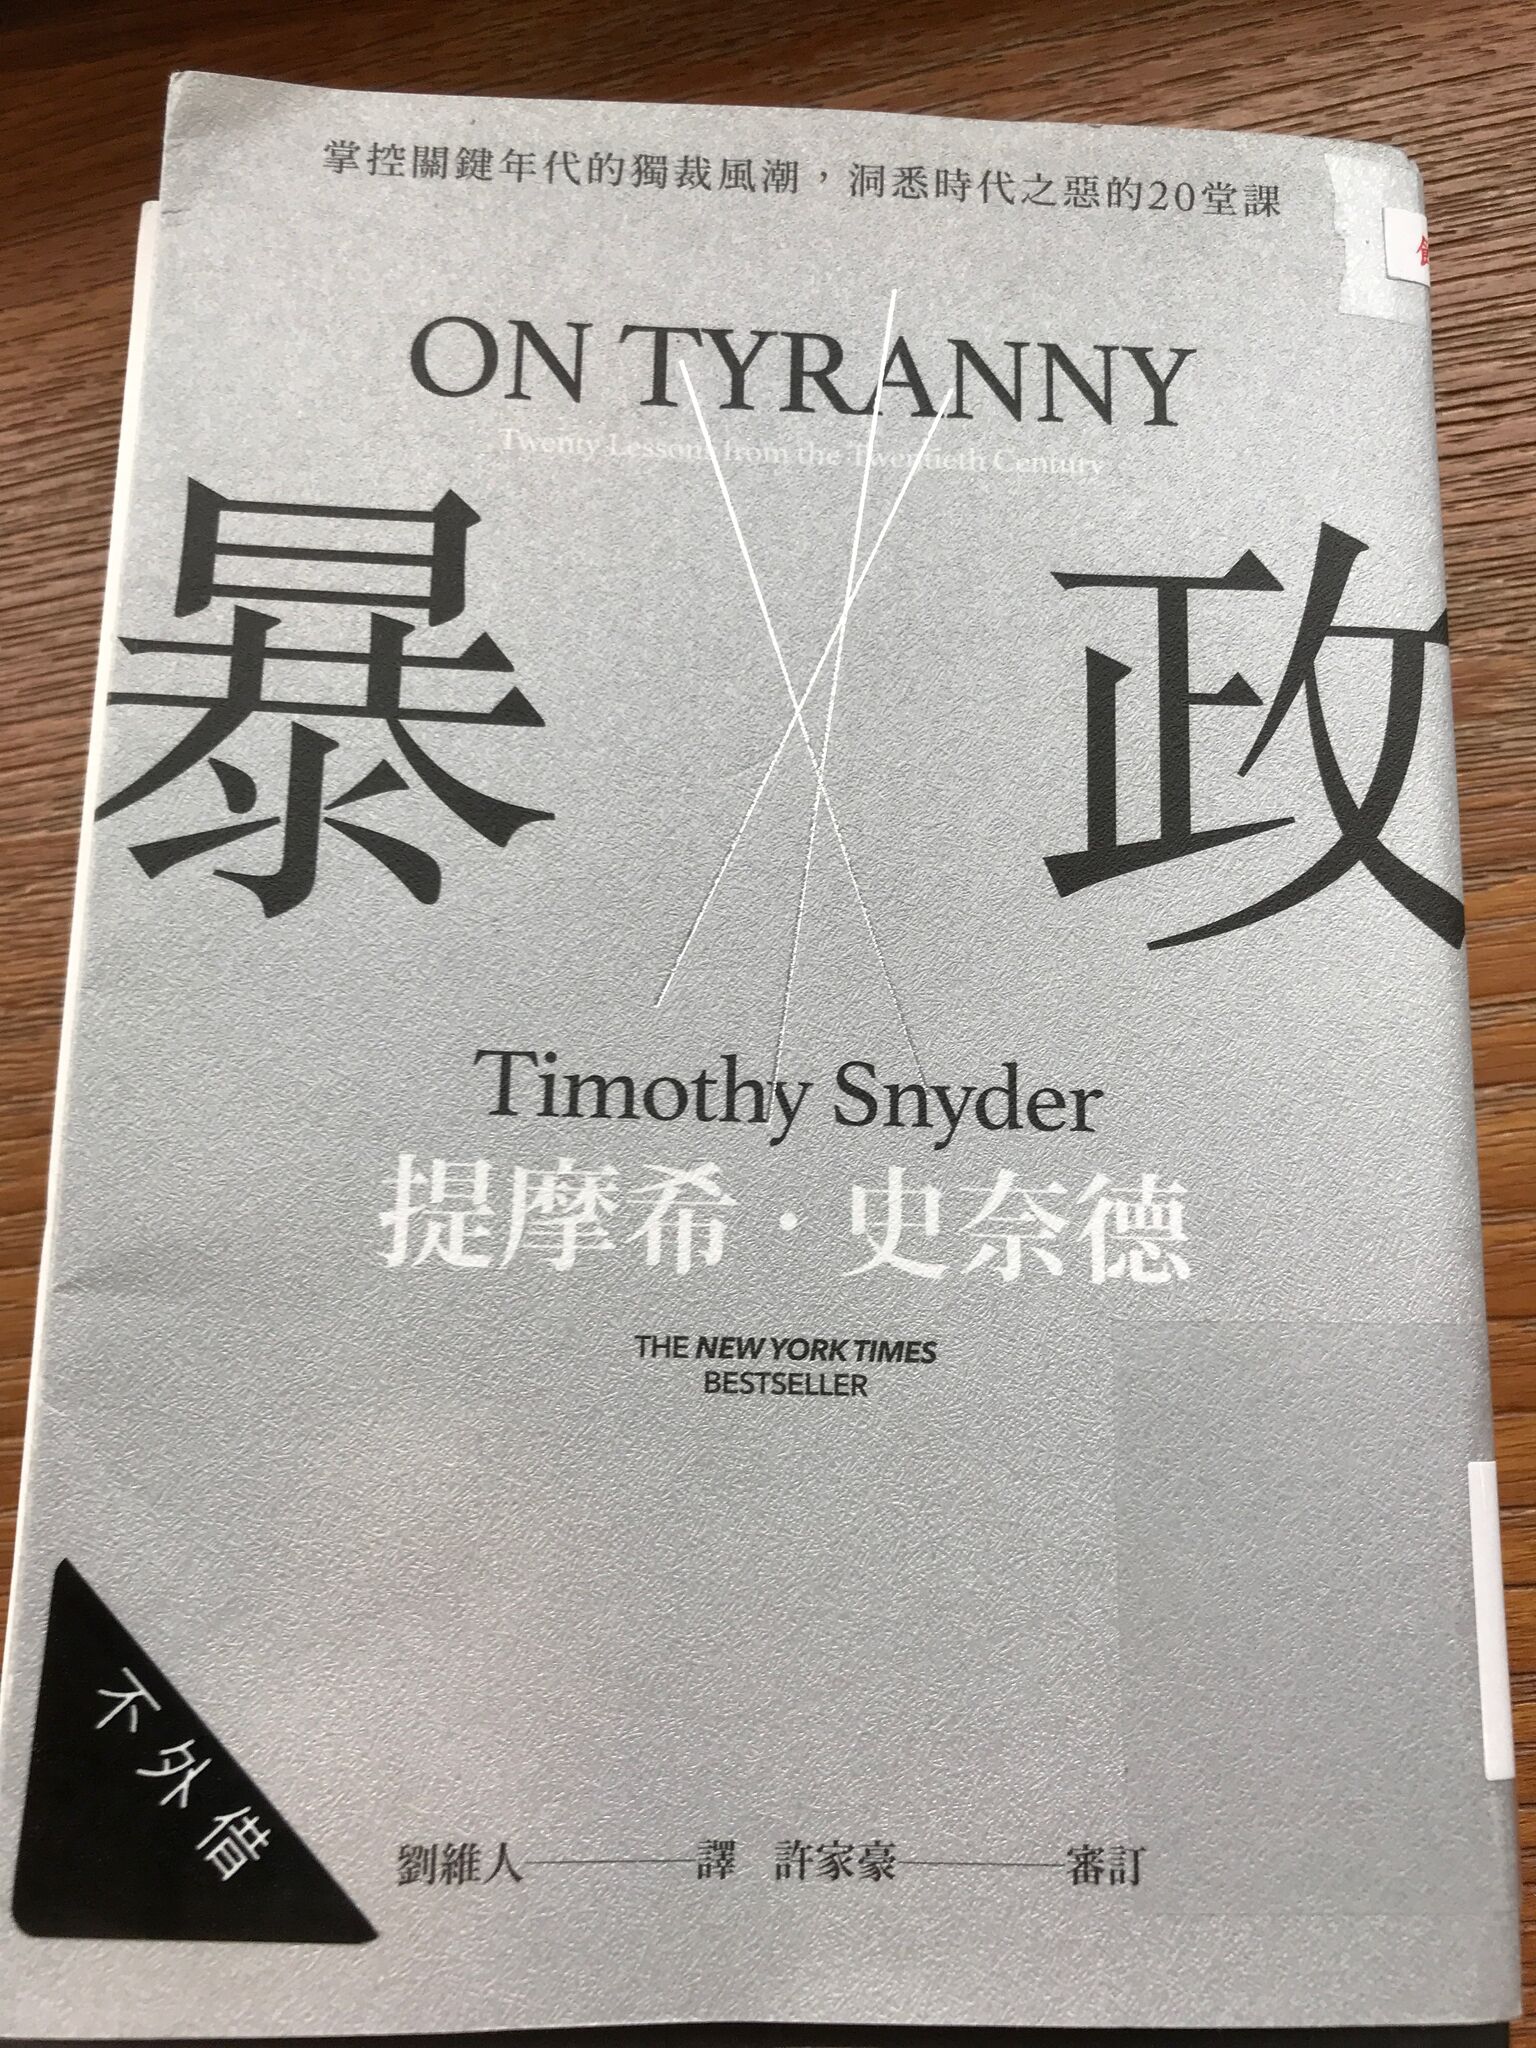 掌控關鍵年代的獨裁風潮，洞悉時代之惡的20堂課
ON TYRANNY
Twenty Lessons from the Twentieth Century
暴政
Timothy Snyder
提摩希·史奈德
THE NEW YORK TIMES
BESTSELLER
不外借
劉維人——譯 許家豪——審訂